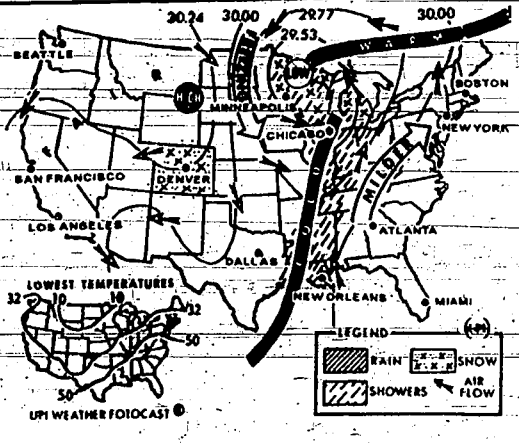 30.24 30.00 29.77 30.00
29.53
SEATTLE
WARM
LOW
HIGH
COLDER
MINNEAPOLIS
BOSTON
CHICAGO
NEW YORK
FAIR
MILDER
SAN FRANCISCO
DENVER
COLD
LOS ANGELES
ATLANTA
DALLAS
NEW ORLEANS
MIAMI
LOWEST TEMPERATURES
32 10 10 32
50
50
UPI WEATHER FOTOCAST ©
LEGEND
RAIN
SNOW
SHOWERS
AIR FLOW